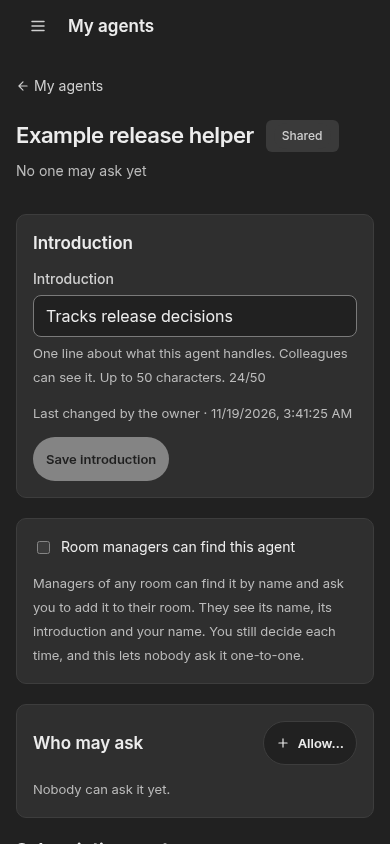 My agents
← My agents
Example release helper
Shared
No one may ask yet
Introduction
Introduction
Tracks release decisions
One line about what this agent handles. Colleagues
can see it. Up to 50 characters. 24/50
Last changed by the owner · 11/19/2026, 3:41:25 AM
Save introduction
Room managers can find this agent
Managers of any room can find it by name and ask
you to add it to their room. They see its name, its
introduction and your name. You still decide each
time, and this lets nobody ask it one-to-one.
Who may ask
+ Allow...
Nobody can ask it yet.